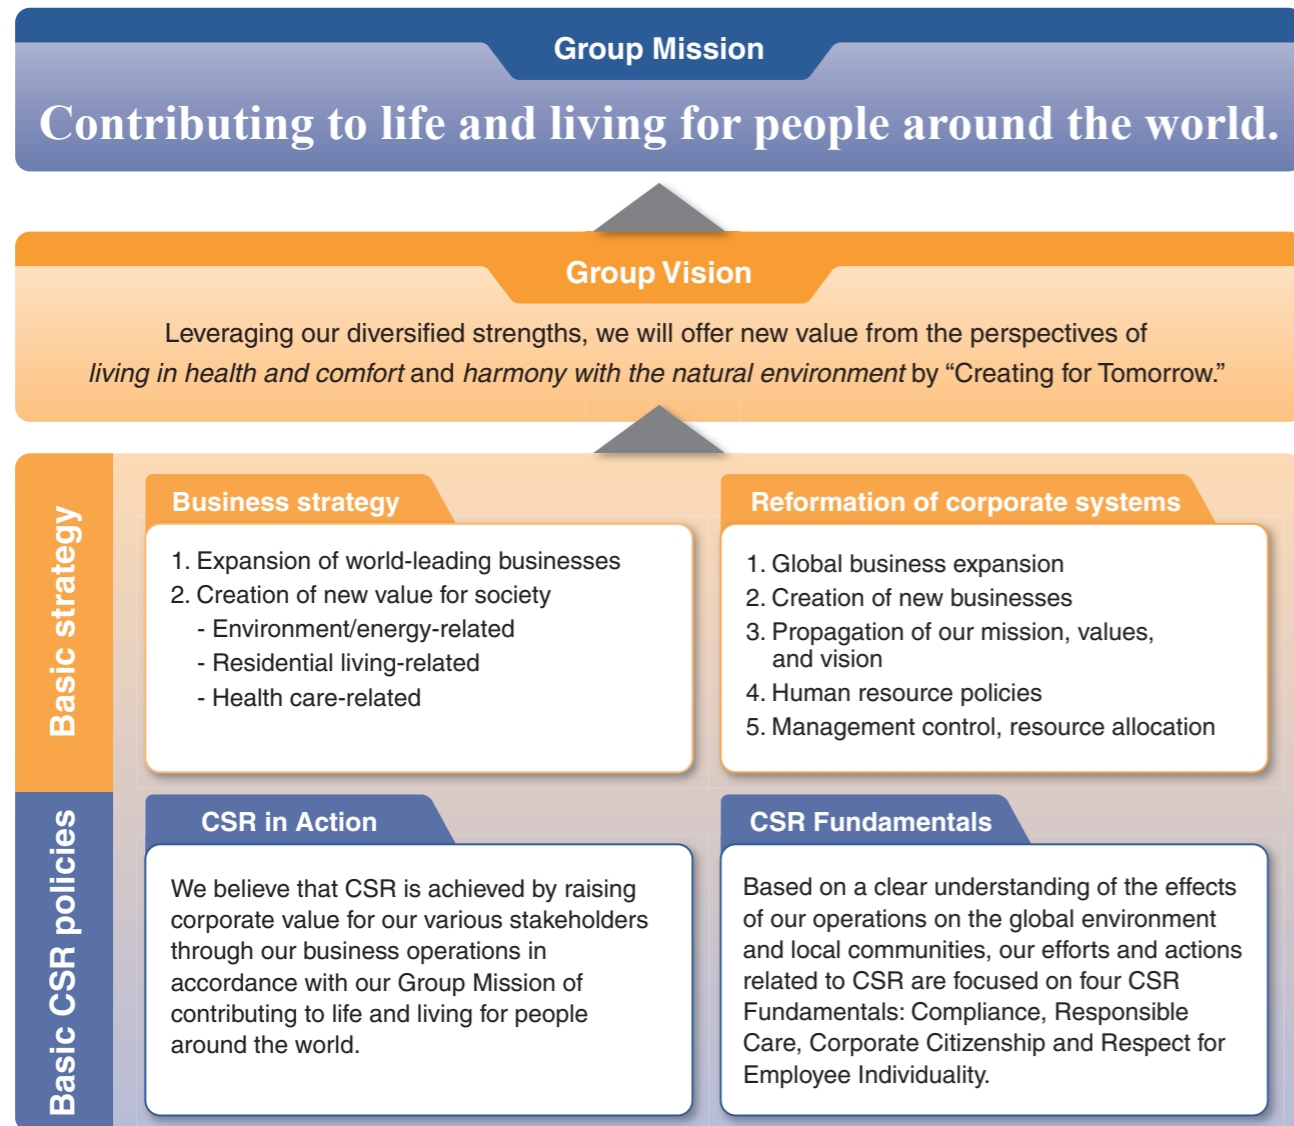 Group Mission
Contributing to life and living for people around the world.
Group Vision
Leveraging our diversified strengths, we will offer new value from the perspectives of
living in health and comfort and harmony with the natural environment by “Creating for Tomorrow.”
Basic strategy
Business strategy
1. Expansion of world-leading businesses
2. Creation of new value for society
- Environment/energy-related
- Residential living-related
- Health care-related
Reformation of corporate systems
1. Global business expansion
2. Creation of new businesses
3. Propagation of our mission, values,
and vision
4. Human resource policies
5. Management control, resource allocation
Basic CSR policies
CSR in Action
We believe that CSR is achieved by raising
corporate value for our various stakeholders
through our business operations in
accordance with our Group Mission of
contributing to life and living for people
around the world.
CSR Fundamentals
Based on a clear understanding of the effects
of our operations on the global environment
and local communities, our efforts and actions
related to CSR are focused on four CSR
Fundamentals: Compliance, Responsible
Care, Corporate Citizenship and Respect for
Employee Individuality.